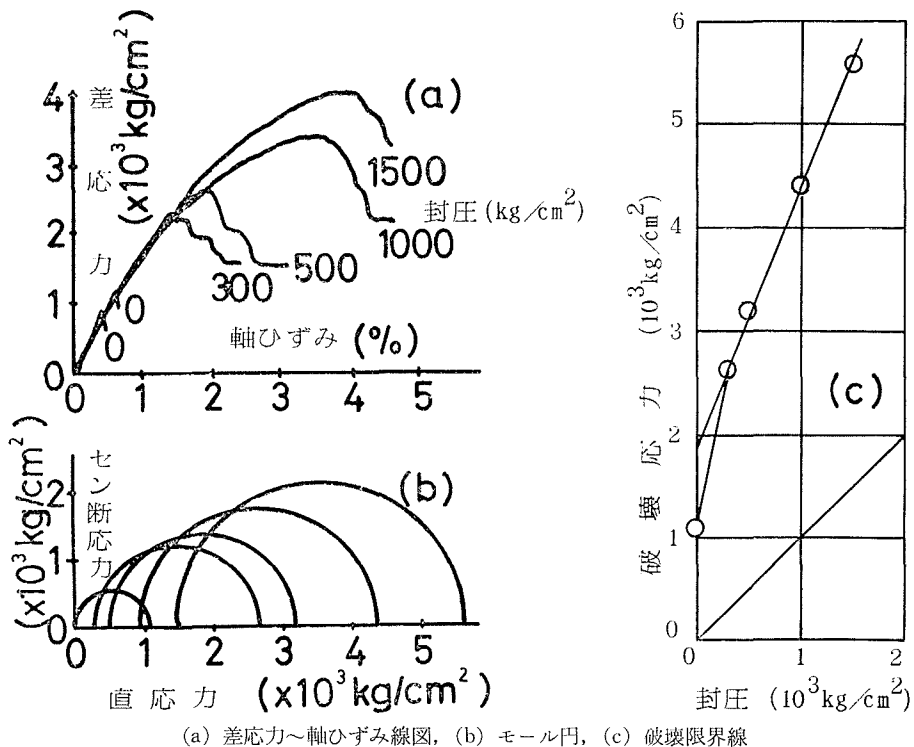 (a)
差応力 (x10³kg/cm²)
4
3
2
1
0
0
0
300
500
1000
1500
封圧(kg/cm²)
軸ひずみ (%)
0 1 2 3 4 5
(b)
セン断応力 (x10³kg/cm²)
2
1
0
0 1 2 3 4 5
直応力 (x10³kg/cm²)
(c)
破壊応力 (10³kg/cm²)
6
5
4
3
2
1
0
0 1 2
封圧 (10³kg/cm²)
(a) 差応力～軸ひずみ線図, (b) モール円, (c) 破壊限界線